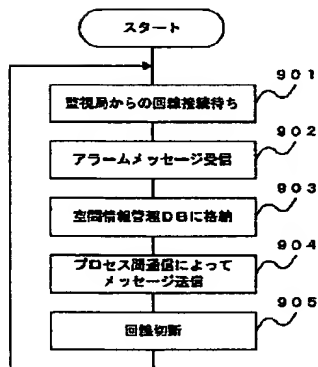 スタート
901
監視局からの回線接続待ち
902
アラームメッセージ受信
903
空間情報管理DBに格納
904
プロセス間通信によって
メッセージ送信
905
回線切断